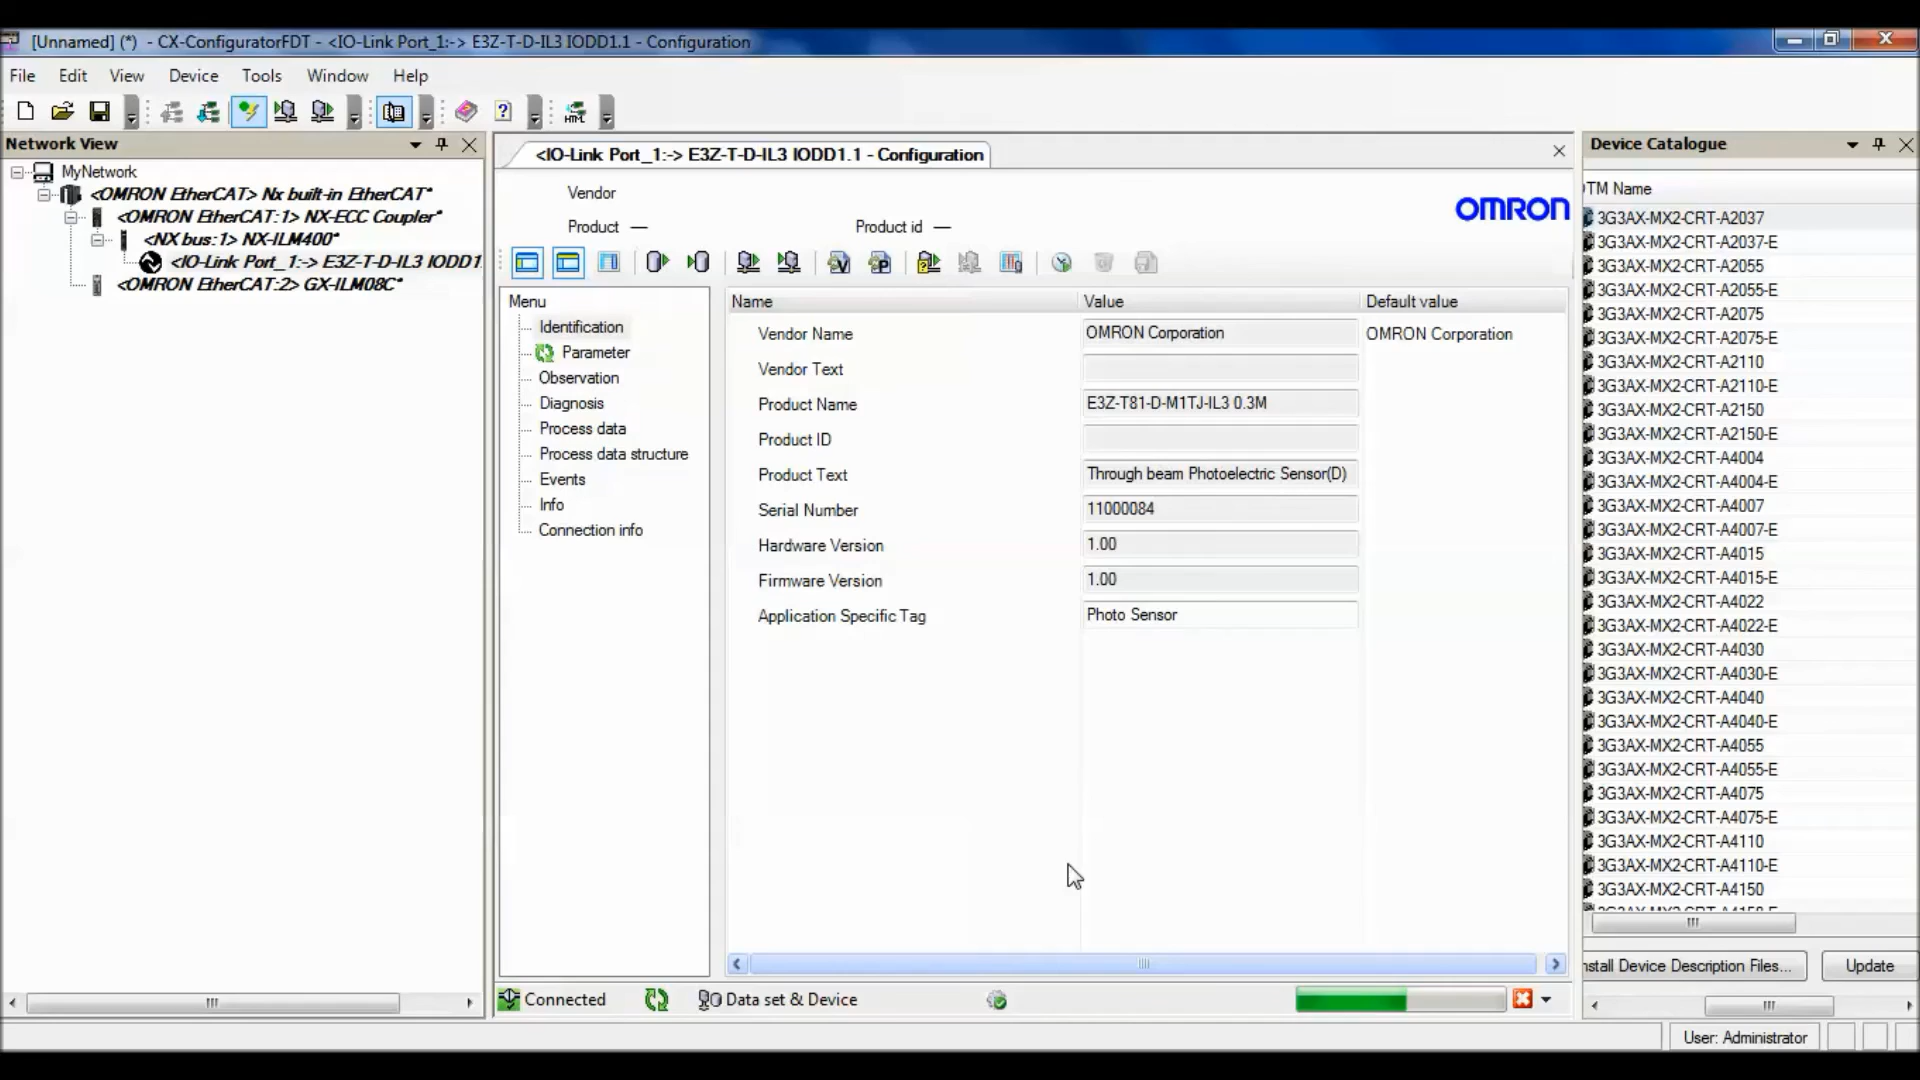 [Unnamed] (*) - CX-ConfiguratorFDT - <IO-Link Port_1:-> E3Z-T-D-IL3 IODD1.1 - Configuration
File Edit View Device Tools Window Help
Network View
MyNetwork
<OMRON EtherCAT> Nx built-in EtherCAT*
<OMRON EtherCAT:1> NX-ECC Coupler*
<NX bus:1> NX-ILM400*
<IO-Link Port_1:-> E3Z-T-D-IL3 IODD1
<OMRON EtherCAT:2> GX-ILM08C*
<IO-Link Port_1:-> E3Z-T-D-IL3 IODD1.1 - Configuration
Vendor
OMRON
Product — Product id —
Menu
Identification
Parameter
Observation
Diagnosis
Process data
Process data structure
Events
Info
Connection info
Name Value Default value
Vendor Name OMRON Corporation OMRON Corporation
Vendor Text
Product Name E3Z-T81-D-M1TJ-IL3 0.3M
Product ID
Product Text Through beam Photoelectric Sensor(D)
Serial Number 11000084
Hardware Version 1.00
Firmware Version 1.00
Application Specific Tag Photo Sensor
Connected Data set & Device
Device Catalogue
TM Name
3G3AX-MX2-CRT-A2037
3G3AX-MX2-CRT-A2037-E
3G3AX-MX2-CRT-A2055
3G3AX-MX2-CRT-A2055-E
3G3AX-MX2-CRT-A2075
3G3AX-MX2-CRT-A2075-E
3G3AX-MX2-CRT-A2110
3G3AX-MX2-CRT-A2110-E
3G3AX-MX2-CRT-A2150
3G3AX-MX2-CRT-A2150-E
3G3AX-MX2-CRT-A4004
3G3AX-MX2-CRT-A4004-E
3G3AX-MX2-CRT-A4007
3G3AX-MX2-CRT-A4007-E
3G3AX-MX2-CRT-A4015
3G3AX-MX2-CRT-A4015-E
3G3AX-MX2-CRT-A4022
3G3AX-MX2-CRT-A4022-E
3G3AX-MX2-CRT-A4030
3G3AX-MX2-CRT-A4030-E
3G3AX-MX2-CRT-A4040
3G3AX-MX2-CRT-A4040-E
3G3AX-MX2-CRT-A4055
3G3AX-MX2-CRT-A4055-E
3G3AX-MX2-CRT-A4075
3G3AX-MX2-CRT-A4075-E
3G3AX-MX2-CRT-A4110
3G3AX-MX2-CRT-A4110-E
3G3AX-MX2-CRT-A4150
nstall Device Description Files... Update
User: Administrator